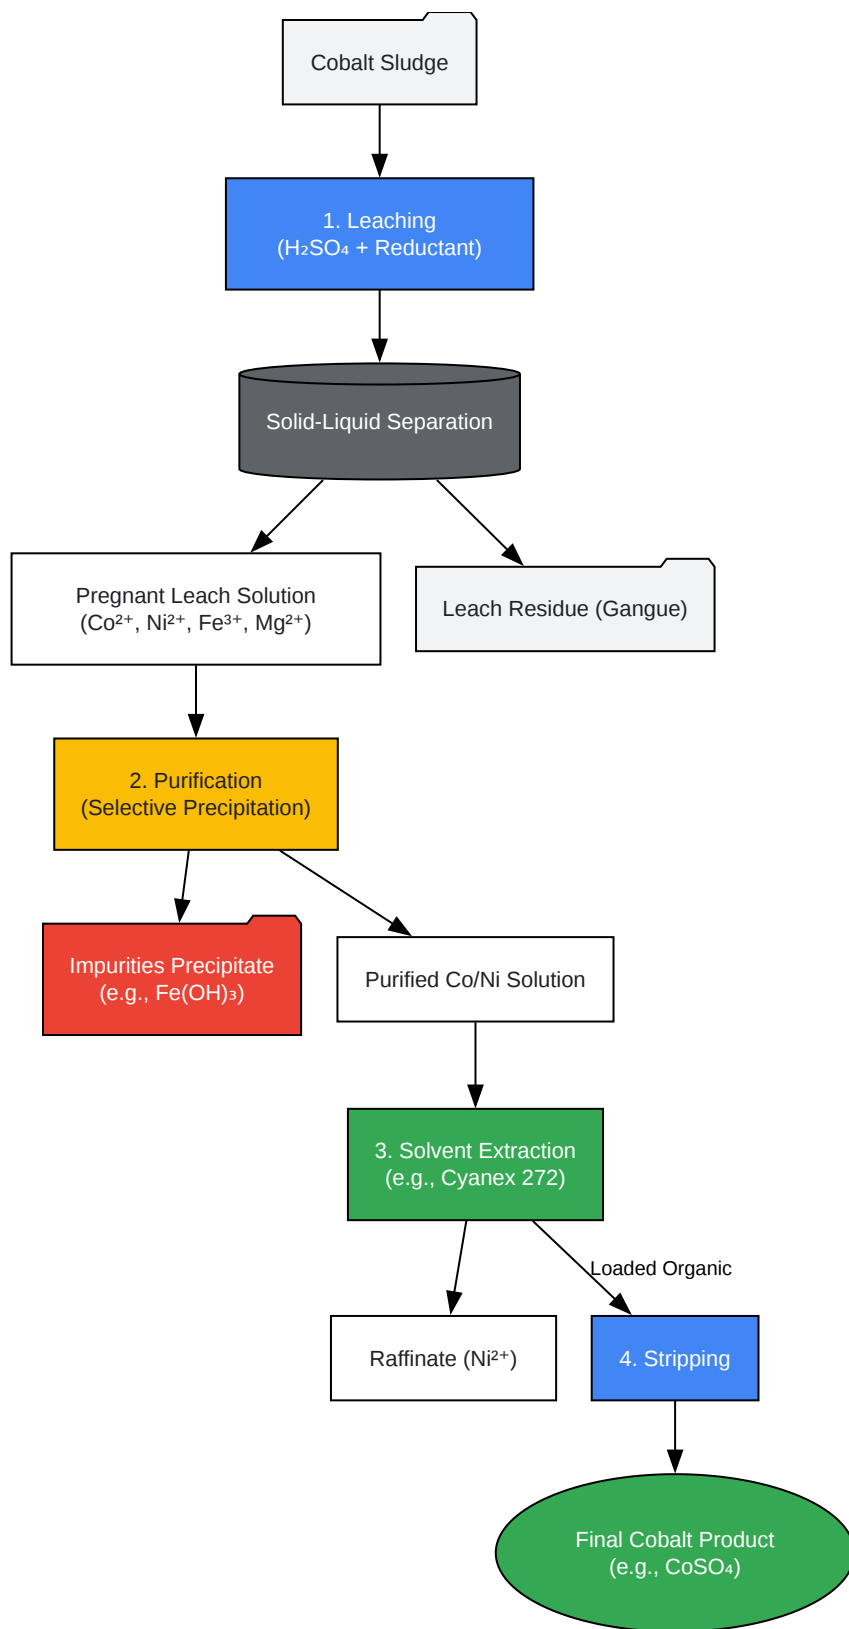 Cobalt Sludge
1. Leaching
(H₂SO₄ + Reductant)
Solid-Liquid Separation
Pregnant Leach Solution
(Co²⁺, Ni²⁺, Fe³⁺, Mg²⁺)
Leach Residue (Gangue)
2. Purification
(Selective Precipitation)
Impurities Precipitate
(e.g., Fe(OH)₃)
Purified Co/Ni Solution
3. Solvent Extraction
(e.g., Cyanex 272)
Loaded Organic
Raffinate (Ni²⁺)
4. Stripping
Final Cobalt Product
(e.g., CoSO₄)